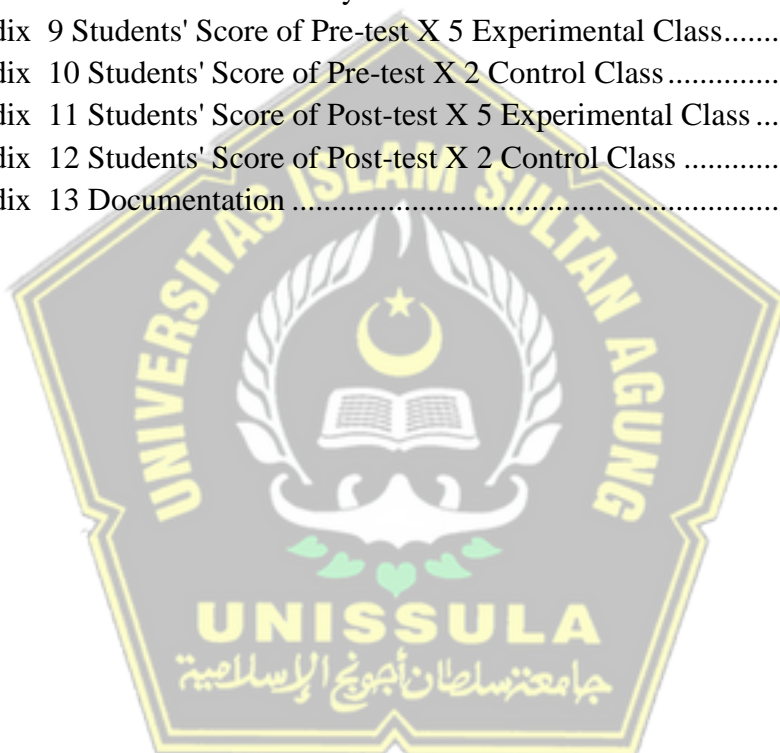 dix 9 Students' Score of Pre-test X 5 Experimental Class.......
dix 10 Students' Score of Pre-test X 2 Control Class..............
dix 11 Students' Score of Post-test X 5 Experimental Class ...
dix 12 Students' Score of Post-test X 2 Control Class ............
dix 13 Documentation ......................................................
UNIVERSITAS ISLAM SULTAN AGUNG
UNISSULA
جامعتنسلطان أجونج الإسلامية